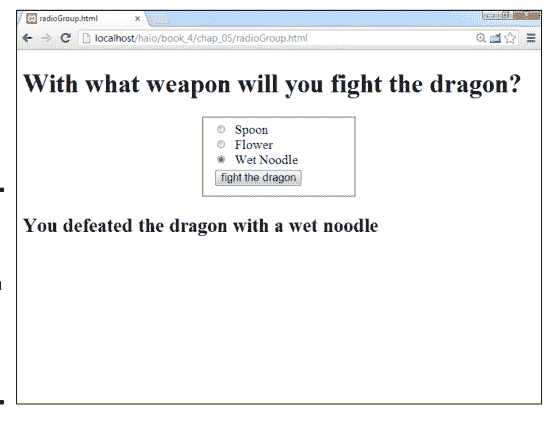 radioGroup.html
localhost/haio/book_4/chap_05/radioGroup.html
With what weapon will you fight the dragon?
Spoon
Flower
Wet Noodle
fight the dragon
You defeated the dragon with a wet noodle